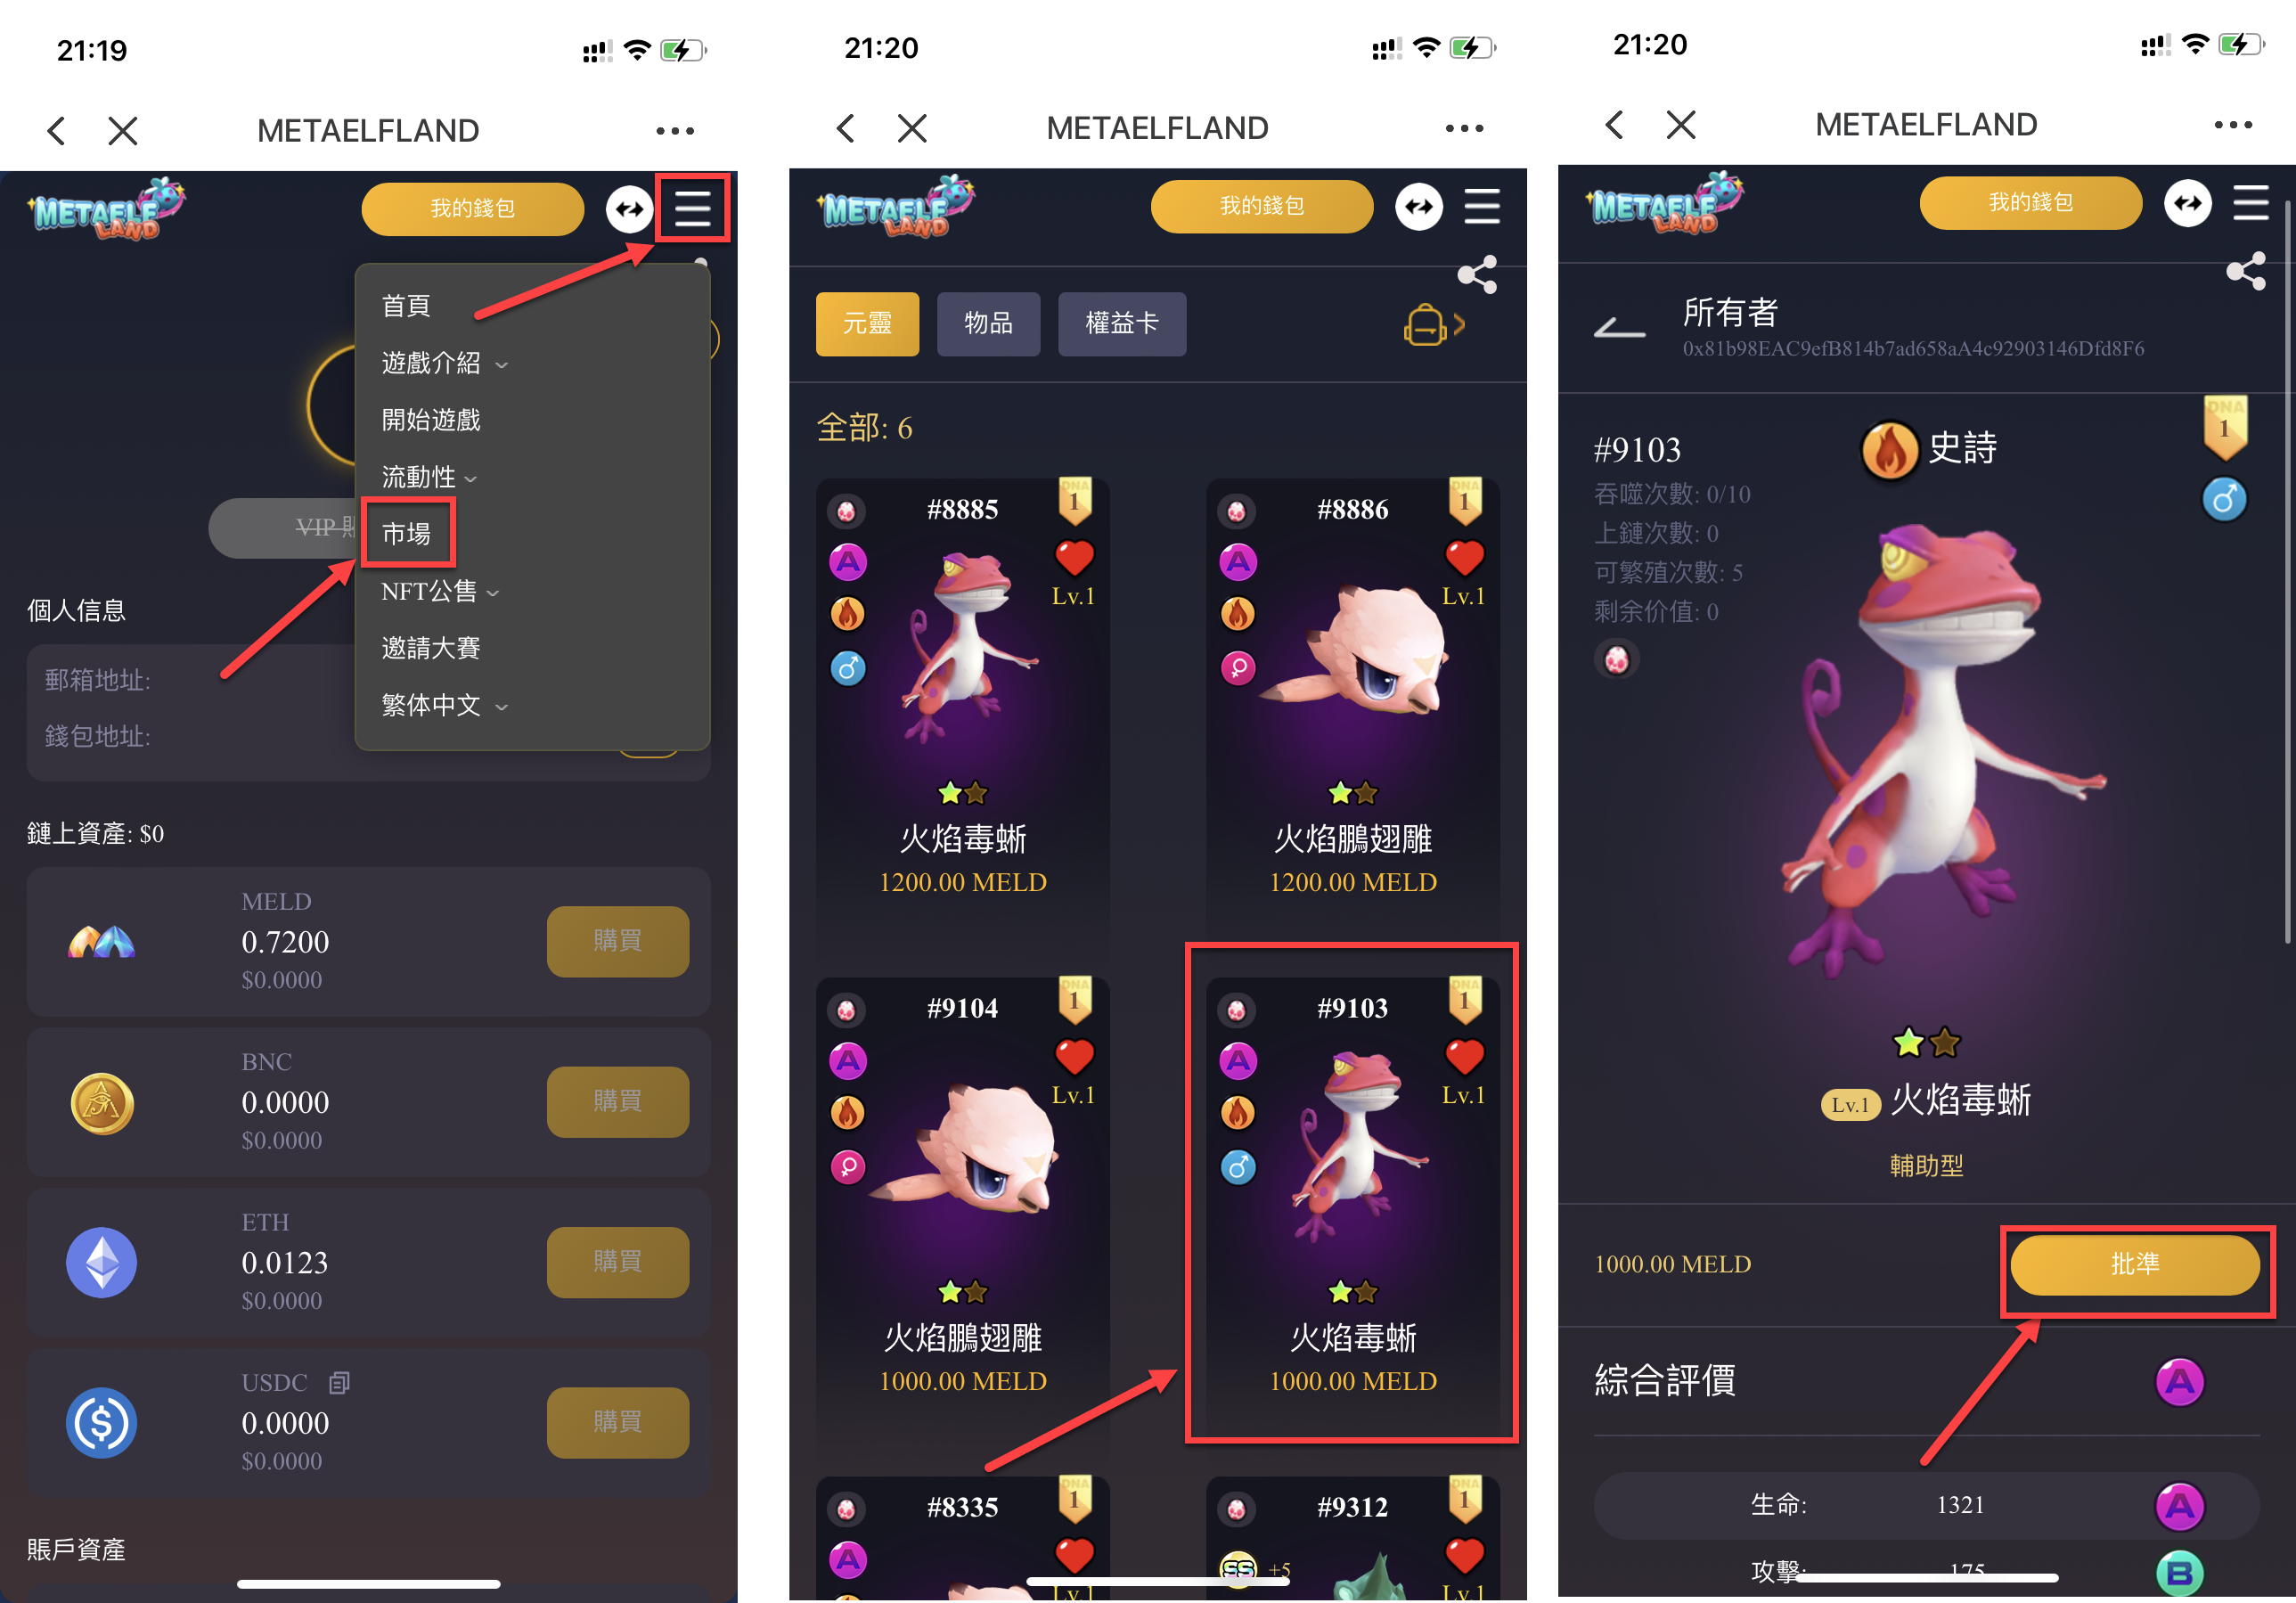 21:19
METAELFLAND
METAELF LAND
我的錢包
首頁
遊戲介紹
開始遊戲
流動性
市場
NFT公售
邀請大賽
繁体中文
VIP
個人信息
郵箱地址:
錢包地址:
鏈上資產: $0
MELD
0.7200
$0.0000
購買
BNC
0.0000
$0.0000
購買
ETH
0.0123
$0.0000
購買
USDC
0.0000
$0.0000
購買
賬戶資產
21:20
METAELFLAND
METAELF LAND
我的錢包
元靈 物品 權益卡
全部: 6
#8885
DNA
1
A
Lv.1
火焰毒蜥
1200.00 MELD
#8886
DNA
1
A
Lv.1
火焰鵬翅雕
1200.00 MELD
#9104
DNA
1
A
Lv.1
火焰鵬翅雕
1000.00 MELD
#9103
DNA
1
A
Lv.1
火焰毒蜥
1000.00 MELD
#8335
DNA
1
A
Lv.1
#9312
DNA
1
SS +5
Lv.1
21:20
METAELFLAND
METAELF LAND
我的錢包
所有者
0x81b98EAC9efB814b7ad658aA4c92903146Dfd8F6
#9103
史詩
DNA
1
吞噬次數: 0/10
上鏈次數: 0
可繁殖次數: 5
剩余价值: 0
Lv.1 火焰毒蜥
輔助型
1000.00 MELD
批準
綜合評價
A
生命: 1321
A
攻擊: 175
B